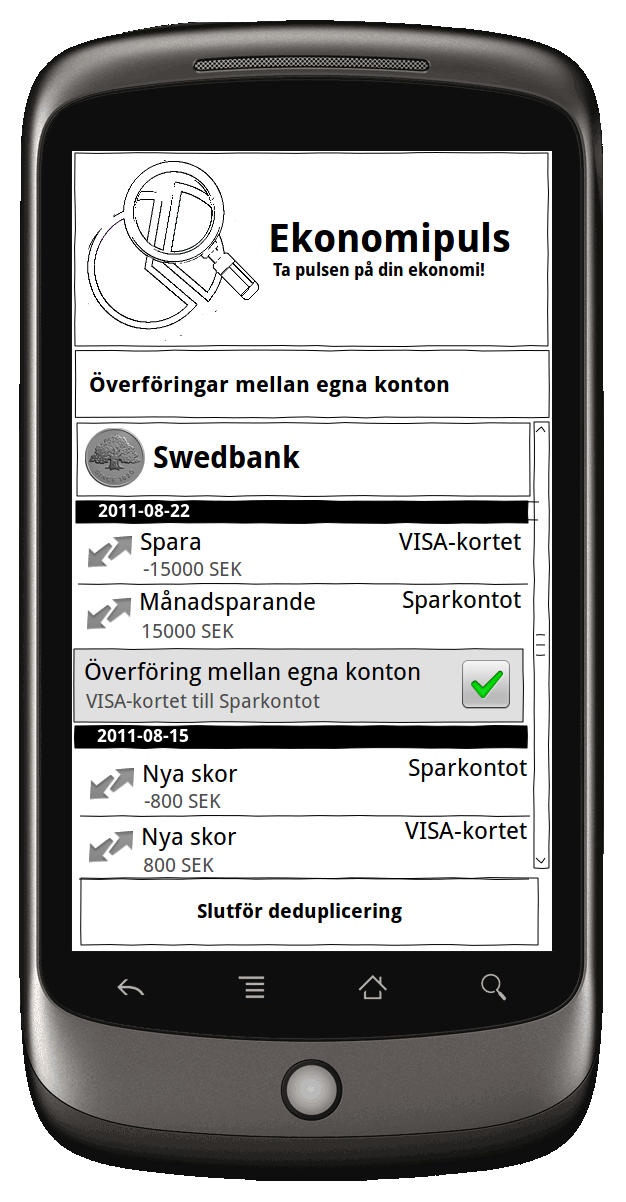 Ekonomipuls
Ta pulsen på din ekonomi!
Överföringar mellan egna konton
Swedbank
2011-08-22
Spara VISA-kortet
-15000 SEK
Månadsparande Sparkontot
15000 SEK
Överföring mellan egna konton
VISA-kortet till Sparkontot
2011-08-15
Nya skor Sparkontot
-800 SEK
Nya skor VISA-kortet
800 SEK
Slutför deduplicering